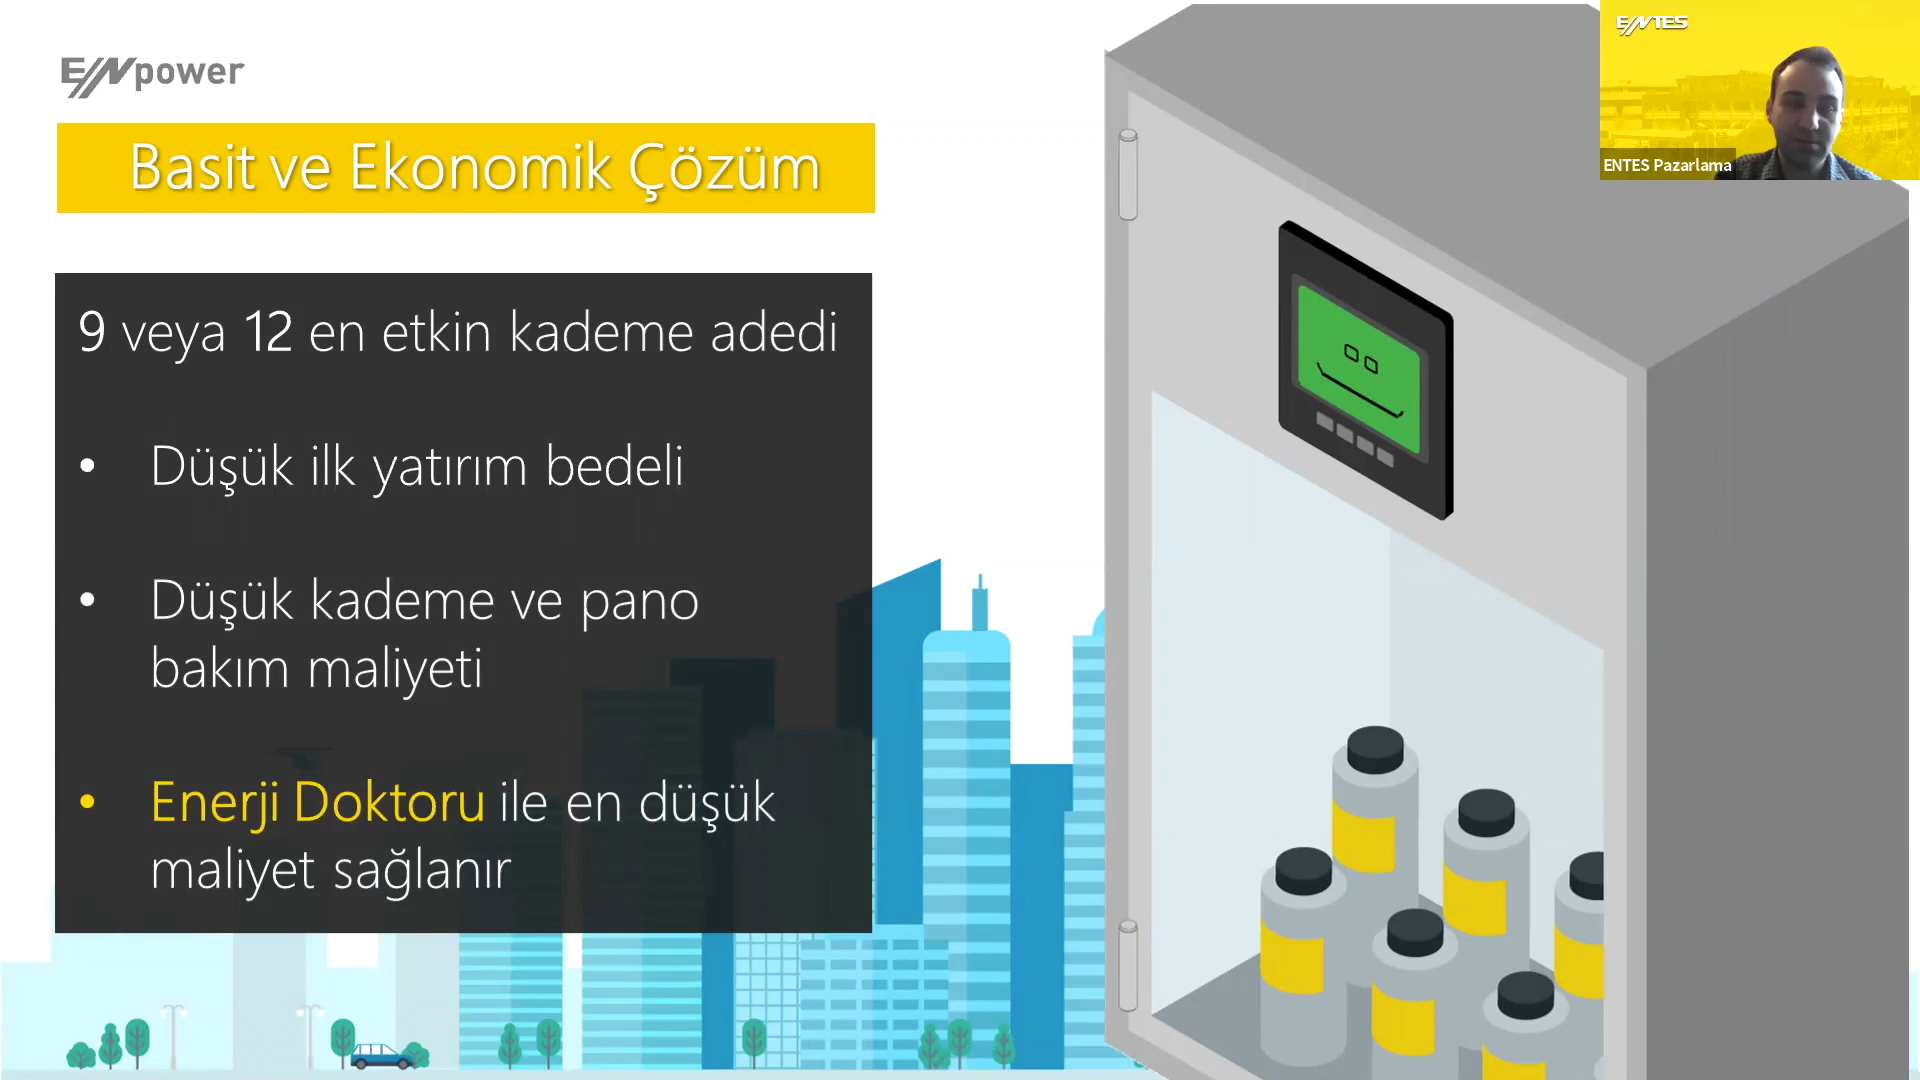 ENpower
ENTES
ENTES Pazarlama
Basit ve Ekonomik Çözüm
9 veya 12 en etkin kademe adedi
• Düşük ilk yatırım bedeli
• Düşük kademe ve pano
bakım maliyeti
• Enerji Doktoru ile en düşük
maliyet sağlanır